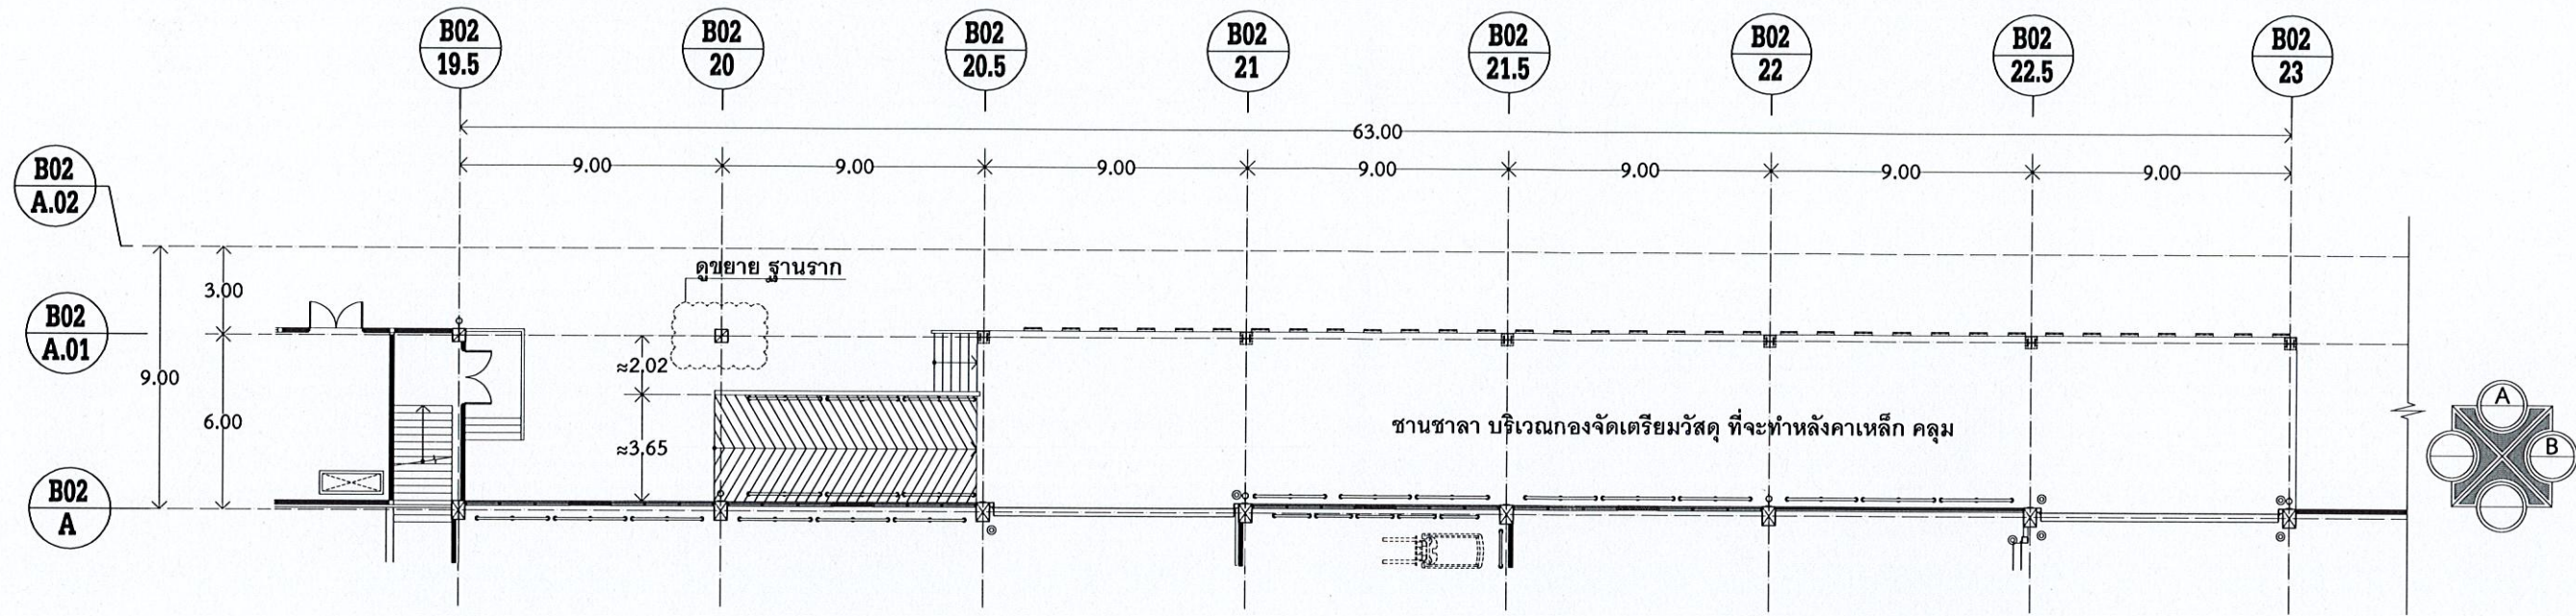 B02
19.5
B02
20
B02
20.5
B02
21
B02
21.5
B02
22
B02
22.5
B02
23
63.00
9.00
9.00
9.00
9.00
9.00
9.00
9.00
B02
A.02
3.00
ดูขยาย ฐานราก
B02
A.01
≈2.02
9.00
6.00
≈3.65
ชานชาลา บริเวณกองจัดเตรียมวัสดุ ที่จะทำหลังคาเหล็ก คลุม
A
B
B02
A